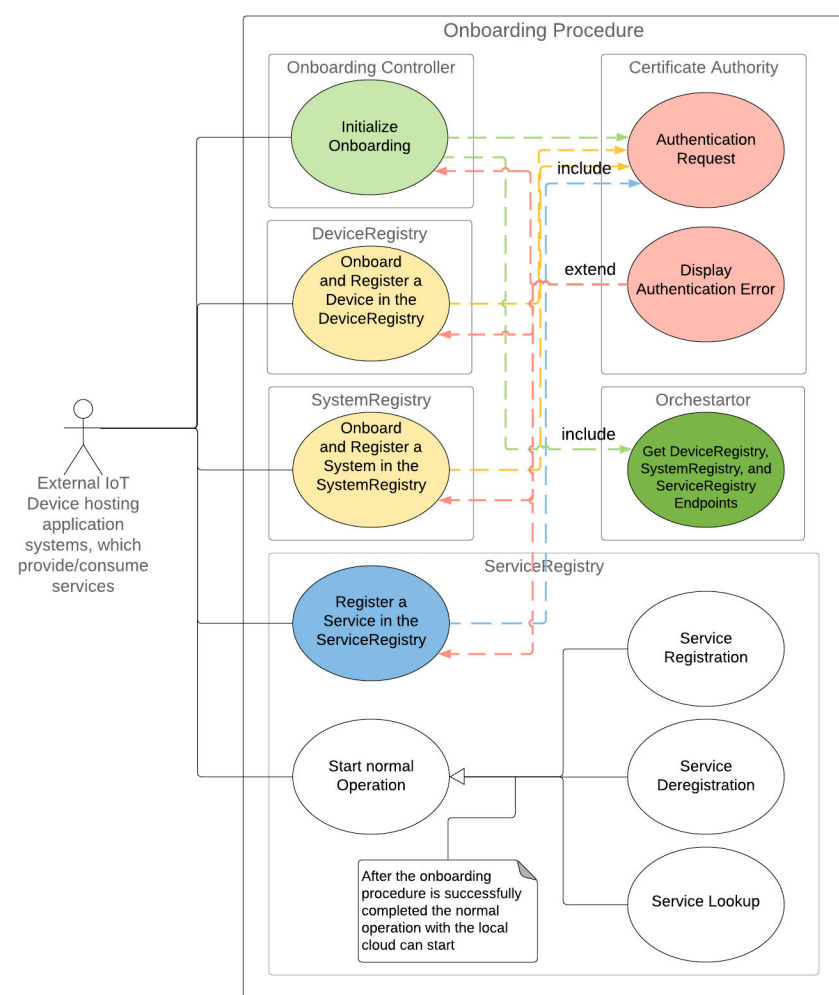 Onboarding Procedure
Onboarding Controller
Initialize
Onboarding
Certificate Authority
Authentication
Request
include
DeviceRegistry
Onboard
and Register a
Device in the
DeviceRegistry
extend
Display
Authentication Error
SystemRegistry
Onboard
and Register a
System in the
SystemRegistry
include
Orchestartor
Get DeviceRegistry,
SystemRegistry, and
ServiceRegistry
Endpoints
External IoT
Device hosting
application
systems, which
provide/consume
services
ServiceRegistry
Register a
Service in the
ServiceRegistry
Service
Registration
Start normal
Operation
Service
Deregistration
After the onboarding
procedure is successfully
completed the normal
operation with the local
cloud can start
Service Lookup